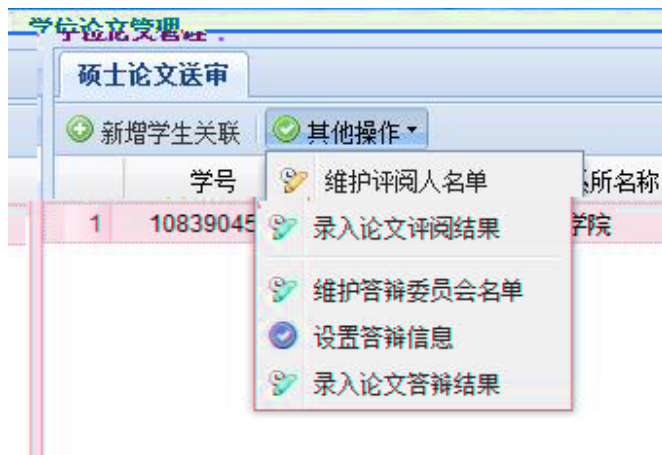 学位论文管理
硕士论文送审
新增学生关联 其他操作
学号 所名称
1 10839045 学院
维护评阅人名单
录入论文评阅结果
维护答辩委员会名单
设置答辩信息
录入论文答辩结果